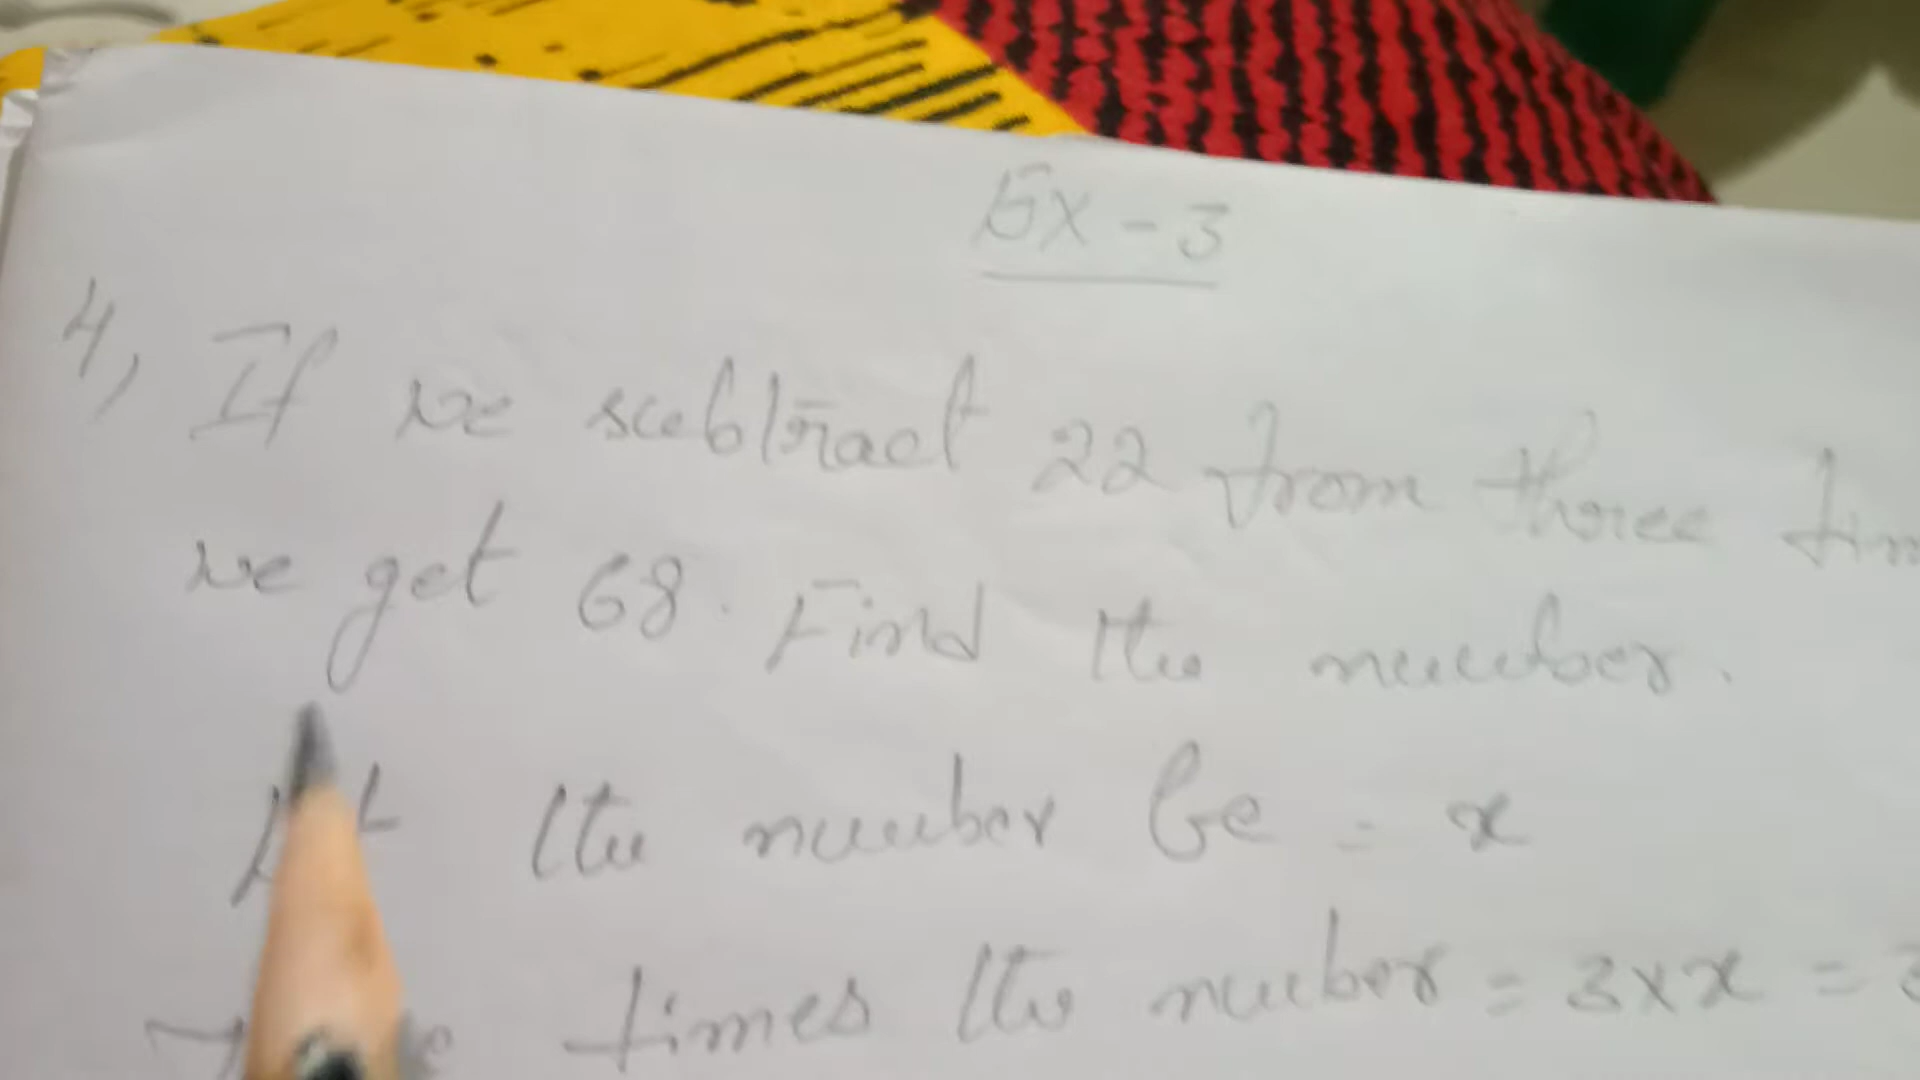 5x - 3
4, If we subtract 22 from three
we get 68. Find the number.
the number be = x
times the number = 3xx =